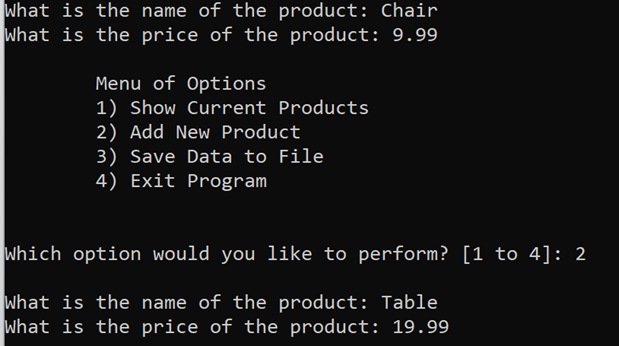 What is the name of the product: Chair
What is the price of the product: 9.99
Menu of Options
1) Show Current Products
2) Add New Product
3) Save Data to File
4) Exit Program
Which option would you like to perform? [1 to 4]: 2
What is the name of the product: Table
What is the price of the product: 19.99